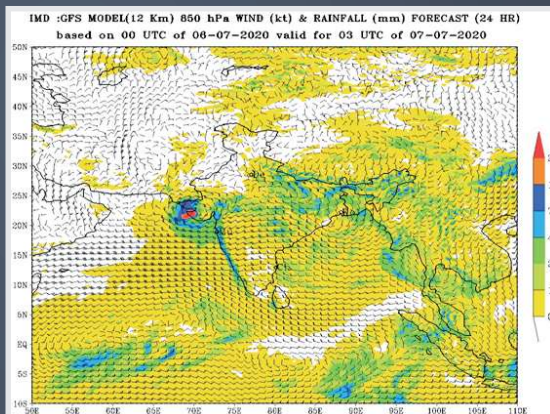 IMD :GFS MODEL(12 Km) 850 hPa WIND (kt) & RAINFALL (mm) FORECAST (24 HR)
based on 00 UTC of 06-07-2020 valid for 03 UTC of 07-07-2020
50N
45N
40N
35N
30N
25N
20N
15N
10N
5N
EQ
5S
10S
50E 55E 60E 65E 70E 75E 80E 85E 90E 95E 100E 105E 110E